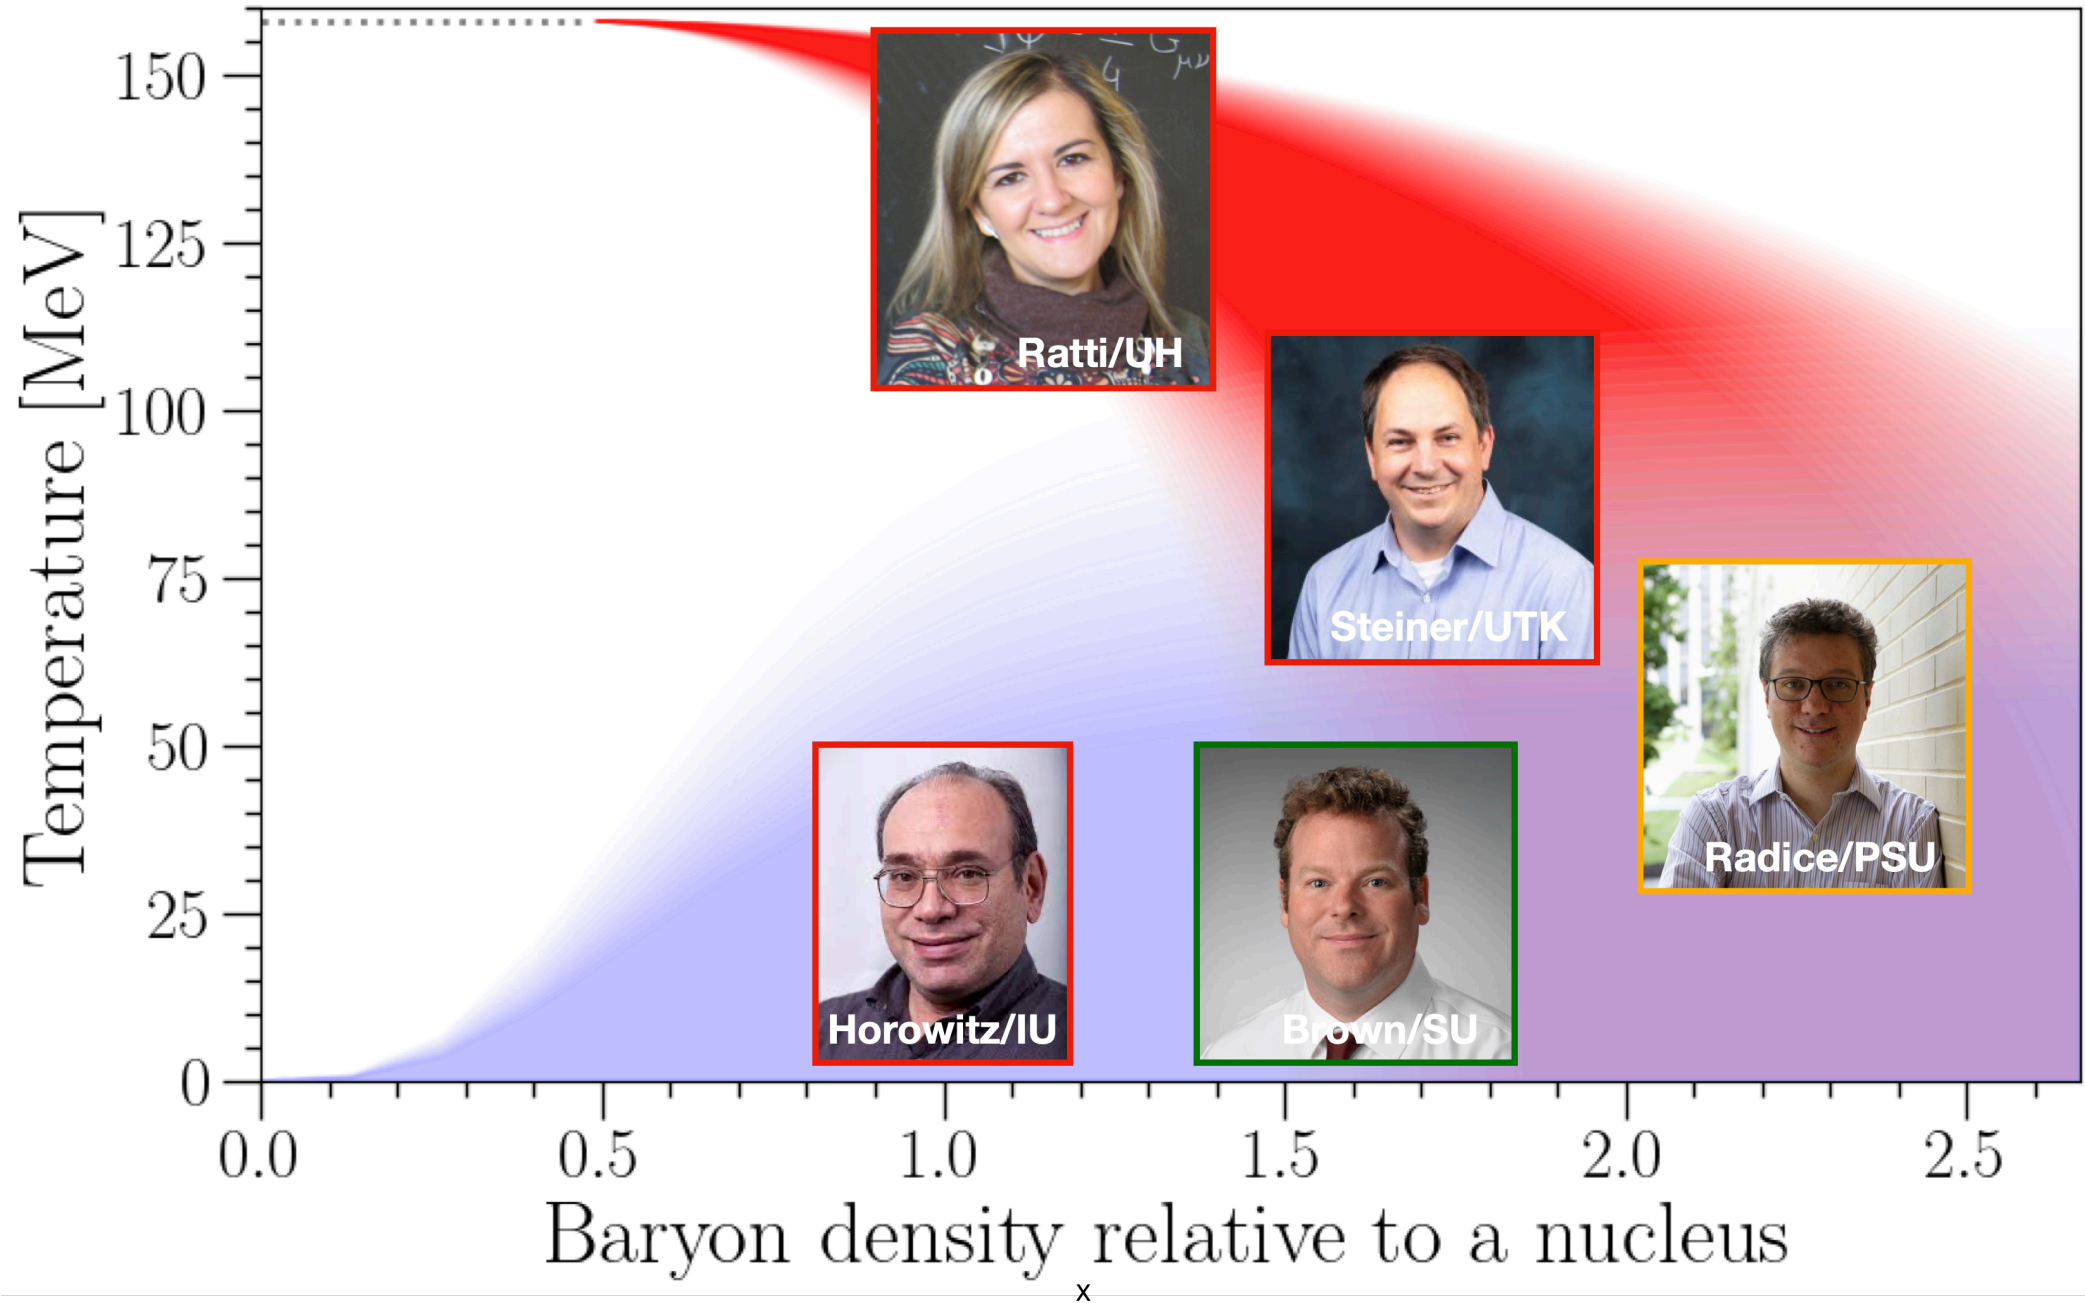 150
125
100
75
50
25
0
Temperature [MeV]
4
Ratti/UH
Steiner/UTK
Radice/PSU
Horowitz/IU
Brown/SU
0.0 0.5 1.0 1.5 2.0 2.5
Baryon density relative to a nucleus
x